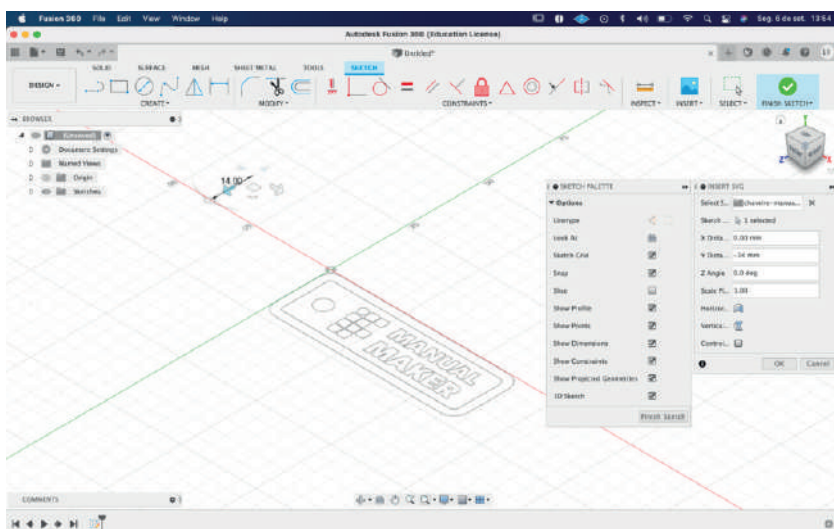 Fusion 360 File Edit View Window Help Seg. 6 de set. 13:54
Autodesk Fusion 360 (Education License)
Untitled*
SOLID SURFACE MESH SHEET METAL TOOLS SKETCH
DESIGN
CREATE MODIFY CONSTRAINTS INSPECT INSERT SELECT FINISH SKETCH
BROWSER
(Unsaved)
Document Settings
Named Views
Origin
Sketches
14.00
SKETCH PALETTE
Options
Linetype
Look At
Sketch Grid
Snap
Slice
Show Profile
Show Points
Show Dimensions
Show Constraints
Show Projected Geometries
3D Sketch
Finish Sketch
INSERT SVG
Select S...
Sketch ... 1 selected
X Dista... 0.00 mm
Y Dista... -14 mm
Z Angle 0.0 deg
Scale Pl... 1.00
Horizon...
Vertica...
Control...
OK Cancel
MANUAL
MAKER
COMMENTS